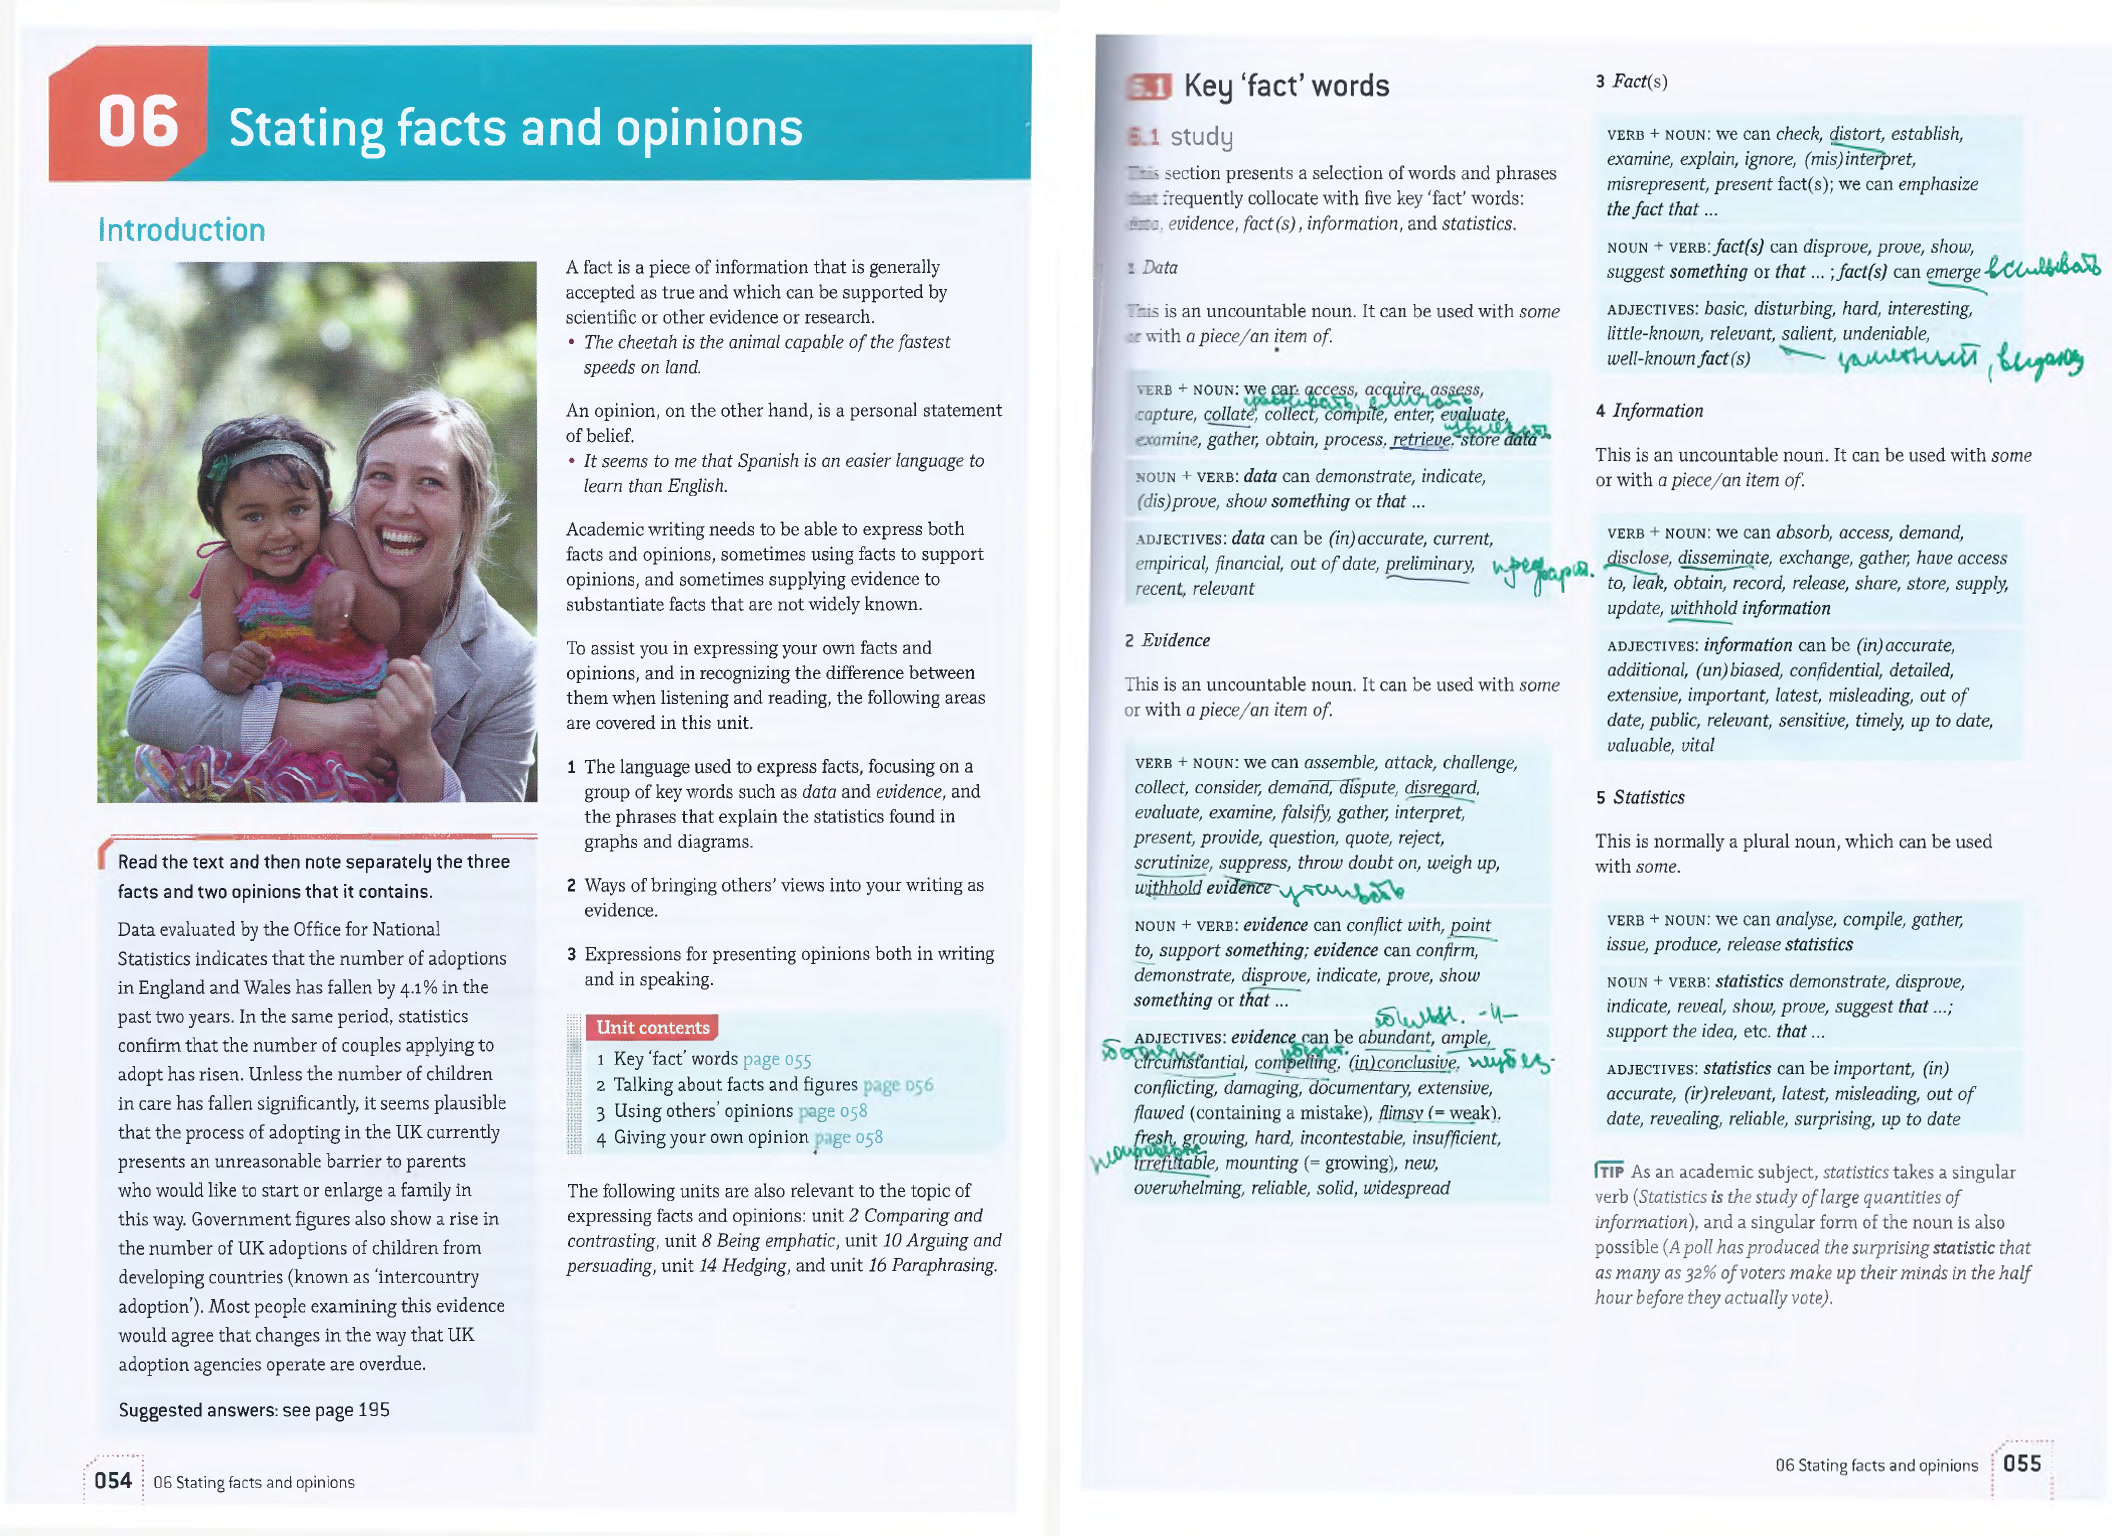 06 Stating facts and opinions
Introduction
A fact is a piece of information that is generally
accepted as true and which can be supported by
scientific or other evidence or research.
• The cheetah is the animal capable of the fastest
speeds on land.
An opinion, on the other hand, is a personal statement
of belief.
• It seems to me that Spanish is an easier language to
learn than English.
Academic writing needs to be able to express both
facts and opinions, sometimes using facts to support
opinions, and sometimes supplying evidence to
substantiate facts that are not widely known.
To assist you in expressing your own facts and
opinions, and in recognizing the difference between
them when listening and reading, the following areas
are covered in this unit.
1 The language used to express facts, focusing on a
group of key words such as data and evidence, and
the phrases that explain the statistics found in
graphs and diagrams.
2 Ways of bringing others' views into your writing as
evidence.
3 Expressions for presenting opinions both in writing
and in speaking.
Unit contents
1 Key 'fact' words page 055
2 Talking about facts and figures page 056
3 Using others' opinions page 058
4 Giving your own opinion page 058
The following units are also relevant to the topic of
expressing facts and opinions: unit 2 Comparing and
contrasting, unit 8 Being emphatic, unit 10 Arguing and
persuading, unit 14 Hedging, and unit 16 Paraphrasing.
Read the text and then note separately the three
facts and two opinions that it contains.
Data evaluated by the Office for National
Statistics indicates that the number of adoptions
in England and Wales has fallen by 4.1% in the
past two years. In the same period, statistics
confirm that the number of couples applying to
adopt has risen. Unless the number of children
in care has fallen significantly, it seems plausible
that the process of adopting in the UK currently
presents an unreasonable barrier to parents
who would like to start or enlarge a family in
this way. Government figures also show a rise in
the number of UK adoptions of children from
developing countries (known as 'intercountry
adoption'). Most people examining this evidence
would agree that changes in the way that UK
adoption agencies operate are overdue.
Suggested answers: see page 195
054 06 Stating facts and opinions
6.1 Key 'fact' words
6.1 study
This section presents a selection of words and phrases
that frequently collocate with five key 'fact' words:
data, evidence, fact(s), information, and statistics.
1 Data
This is an uncountable noun. It can be used with some
or with a piece/an item of.
VERB + NOUN: we can access, acquire, assess,
capture, collate, collect, compile, enter, evaluate,
examine, gather, obtain, process, retrieve, store data
NOUN + VERB: data can demonstrate, indicate,
(dis)prove, show something or that ...
ADJECTIVES: data can be (in)accurate, current,
empirical, financial, out of date, preliminary,
recent, relevant
2 Evidence
This is an uncountable noun. It can be used with some
or with a piece/an item of.
VERB + NOUN: we can assemble, attack, challenge,
collect, consider, demand, dispute, disregard,
evaluate, examine, falsify, gather, interpret,
present, provide, question, quote, reject,
scrutinize, suppress, throw doubt on, weigh up,
withhold evidence
NOUN + VERB: evidence can conflict with, point
to, support something; evidence can confirm,
demonstrate, disprove, indicate, prove, show
something or that ...
ADJECTIVES: evidence can be abundant, ample,
circumstantial, compelling, (in)conclusive,
conflicting, damaging, documentary, extensive,
flawed (containing a mistake), flimsy (= weak),
fresh, growing, hard, incontestable, insufficient,
irrefutable, mounting (= growing), new,
overwhelming, reliable, solid, widespread
3 Fact(s)
VERB + NOUN: we can check, distort, establish,
examine, explain, ignore, (mis)interpret,
misrepresent, present fact(s); we can emphasize
the fact that ...
NOUN + VERB: fact(s) can disprove, prove, show,
suggest something or that ... ; fact(s) can emerge всплывать
ADJECTIVES: basic, disturbing, hard, interesting,
little-known, relevant, salient, undeniable,
well-known fact(s)
4 Information
This is an uncountable noun. It can be used with some
or with a piece/an item of.
VERB + NOUN: we can absorb, access, demand,
disclose, disseminate, exchange, gather, have access
to, leak, obtain, record, release, share, store, supply,
update, withhold information
ADJECTIVES: information can be (in)accurate,
additional, (un)biased, confidential, detailed,
extensive, important, latest, misleading, out of
date, public, relevant, sensitive, timely, up to date,
valuable, vital
5 Statistics
This is normally a plural noun, which can be used
with some.
VERB + NOUN: we can analyse, compile, gather,
issue, produce, release statistics
NOUN + VERB: statistics demonstrate, disprove,
indicate, reveal, show, prove, suggest that ...;
support the idea, etc. that ...
ADJECTIVES: statistics can be important, (in)
accurate, (ir)relevant, latest, misleading, out of
date, revealing, reliable, surprising, up to date
TIP As an academic subject, statistics takes a singular
verb (Statistics is the study of large quantities of
information), and a singular form of the noun is also
possible (A poll has produced the surprising statistic that
as many as 32% of voters make up their minds in the half
hour before they actually vote).
06 Stating facts and opinions 055